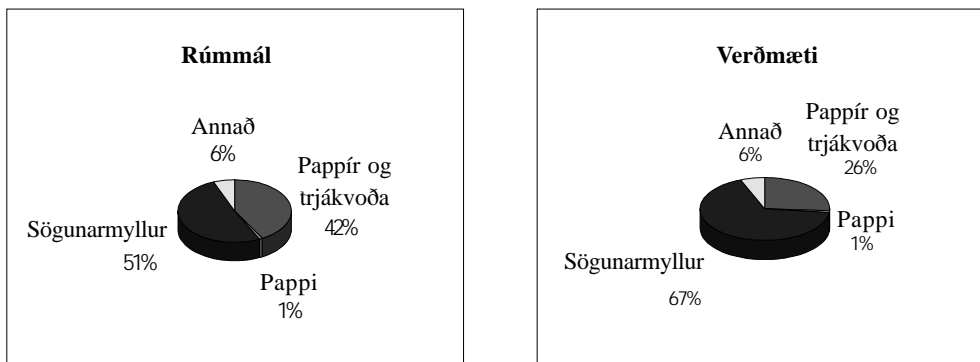 Rúmmál
Annað
6%
Pappír og
trjákvoða
42%
Sögunarmyllur
51%
Pappi
1%
Verðmæti
Pappír og
trjákvoða
26%
Annað
6%
Pappi
1%
Sögunarmyllur
67%